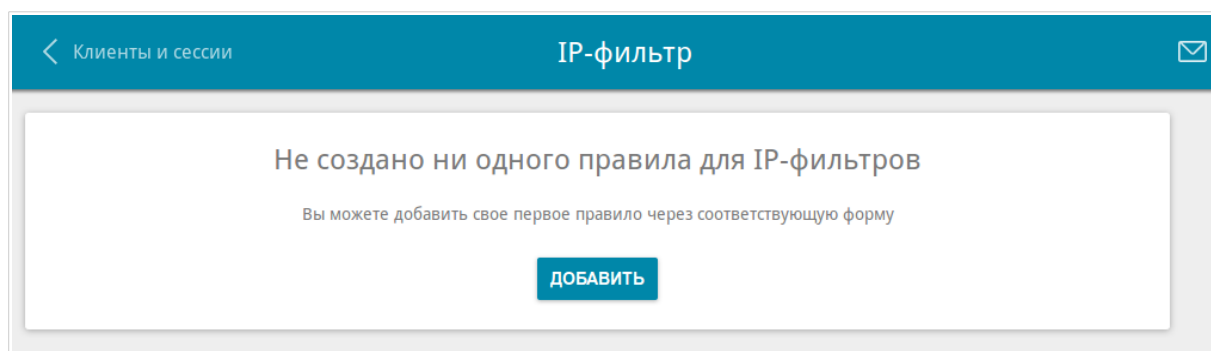 Клиенты и сессии
IP-фильтр
Не создано ни одного правила для IP-фильтров
Вы можете добавить свое первое правило через соответствующую форму
ДОБАВИТЬ